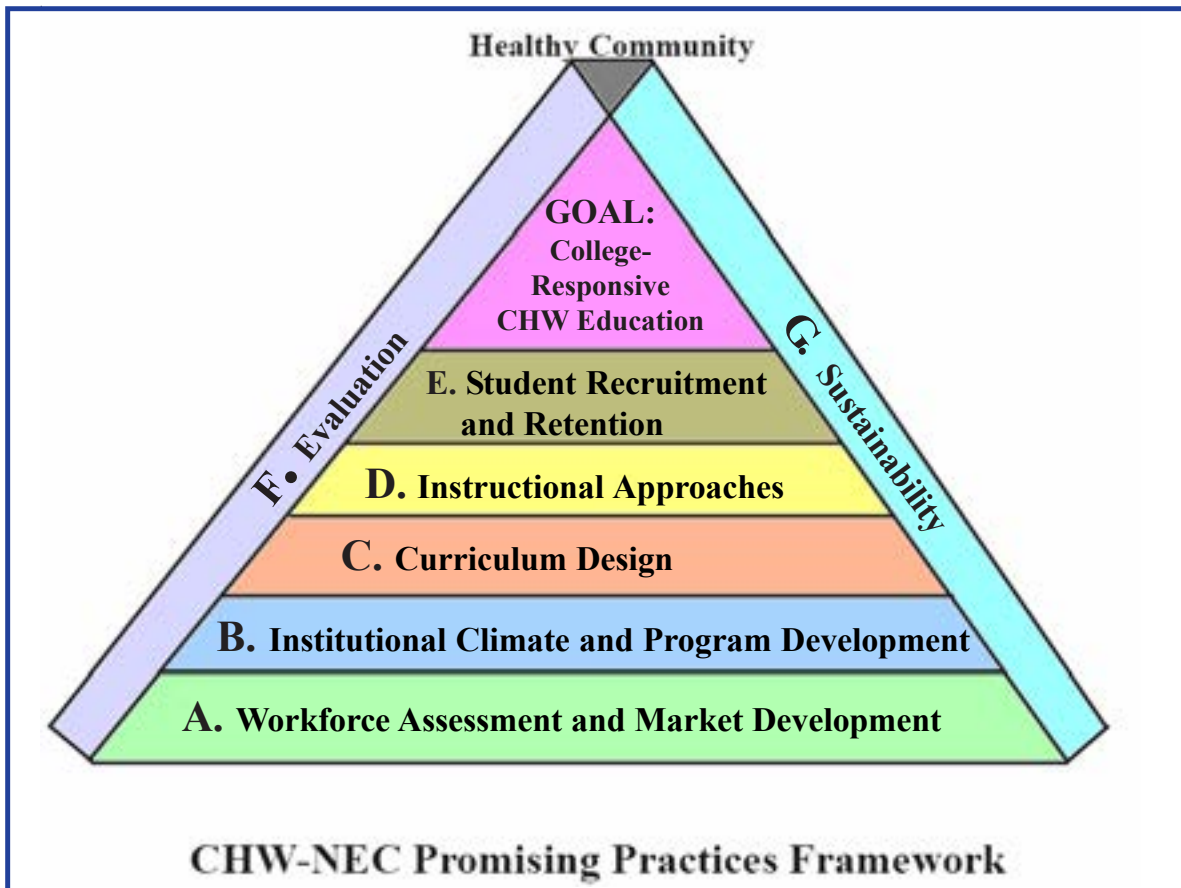 Healthy Community
GOAL:
College-
Responsive
CHW Education
E. Student Recruitment
and Retention
D. Instructional Approaches
C. Curriculum Design
B. Institutional Climate and Program Development
A. Workforce Assessment and Market Development
F. Evaluation
G. Sustainability
CHW-NEC Promising Practices Framework